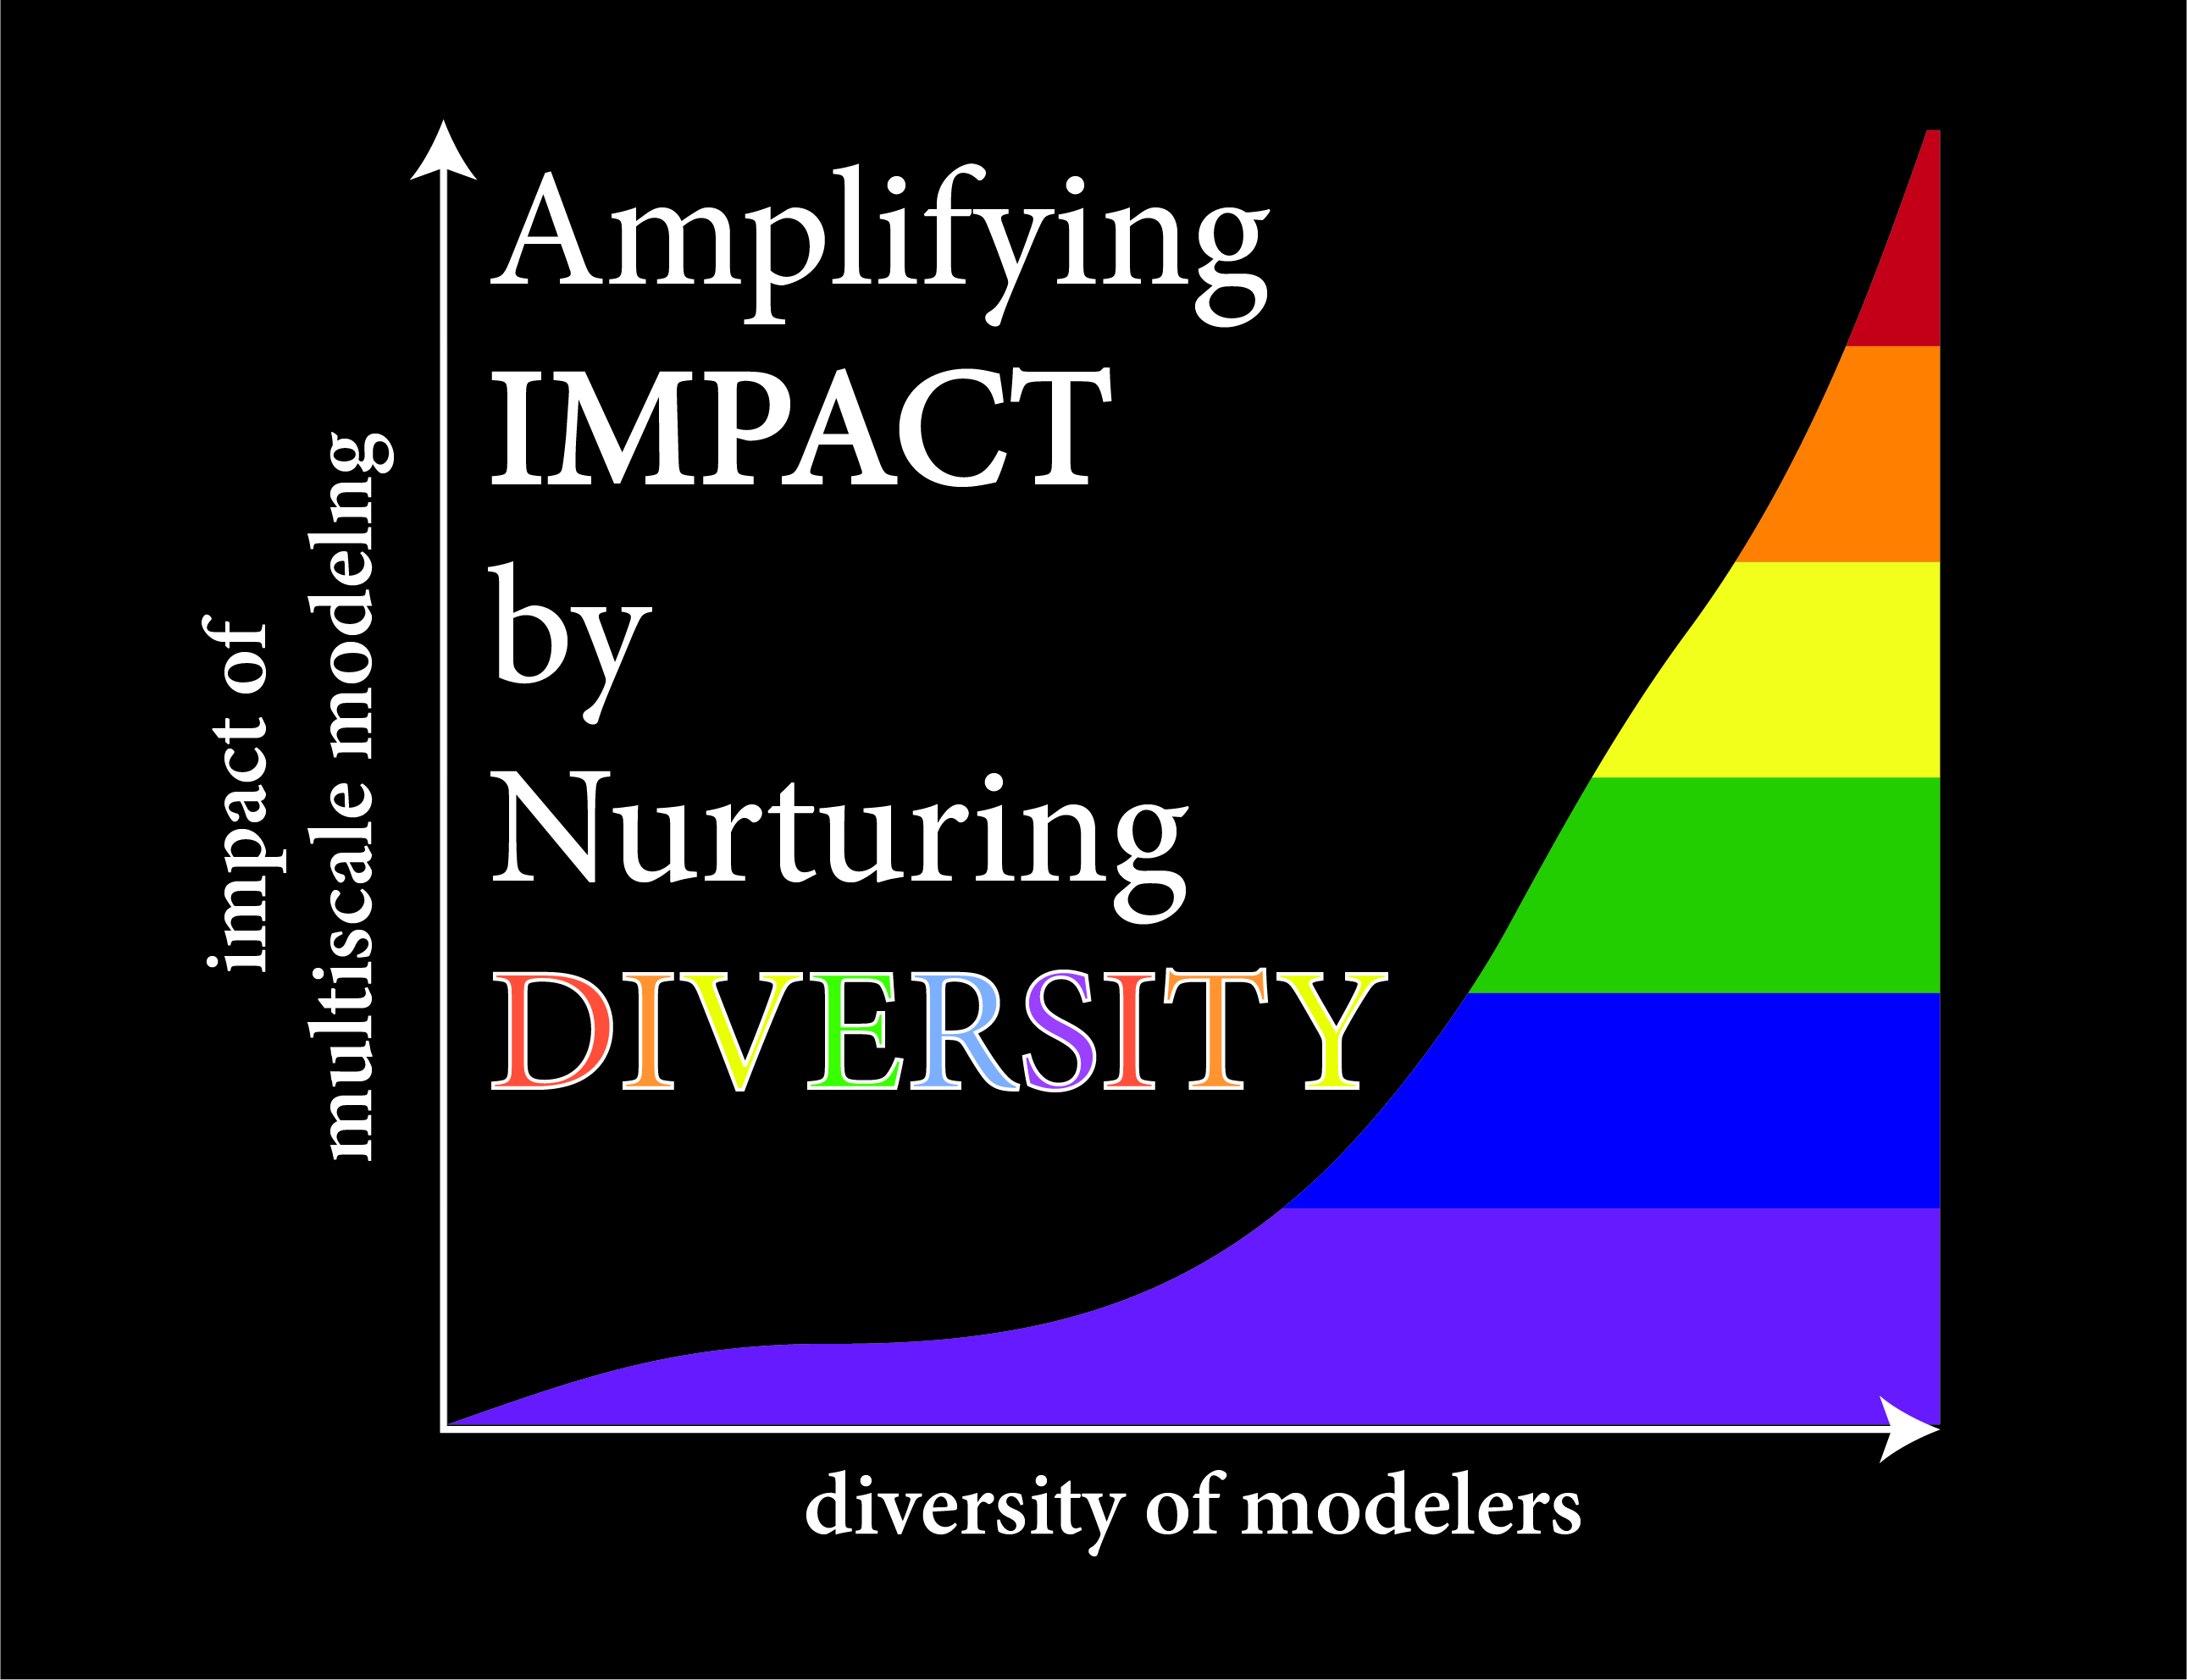 Amplifying
IMPACT
by
Nurturing
DIVERSITY
impact of
multiscale modelng
diversity of modelers